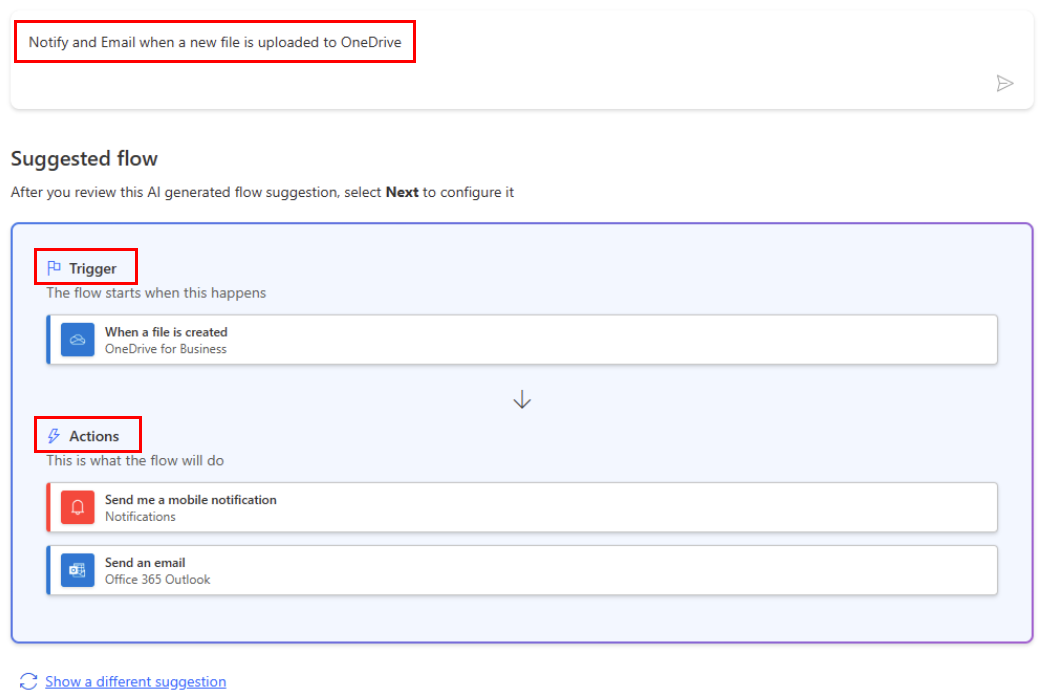 Notify and Email when a new file is uploaded to OneDrive
Suggested flow
After you review this AI generated flow suggestion, select Next to configure it
Trigger
The flow starts when this happens
When a file is created
OneDrive for Business
Actions
This is what the flow will do
Send me a mobile notification
Notifications
Send an email
Office 365 Outlook
Show a different suggestion